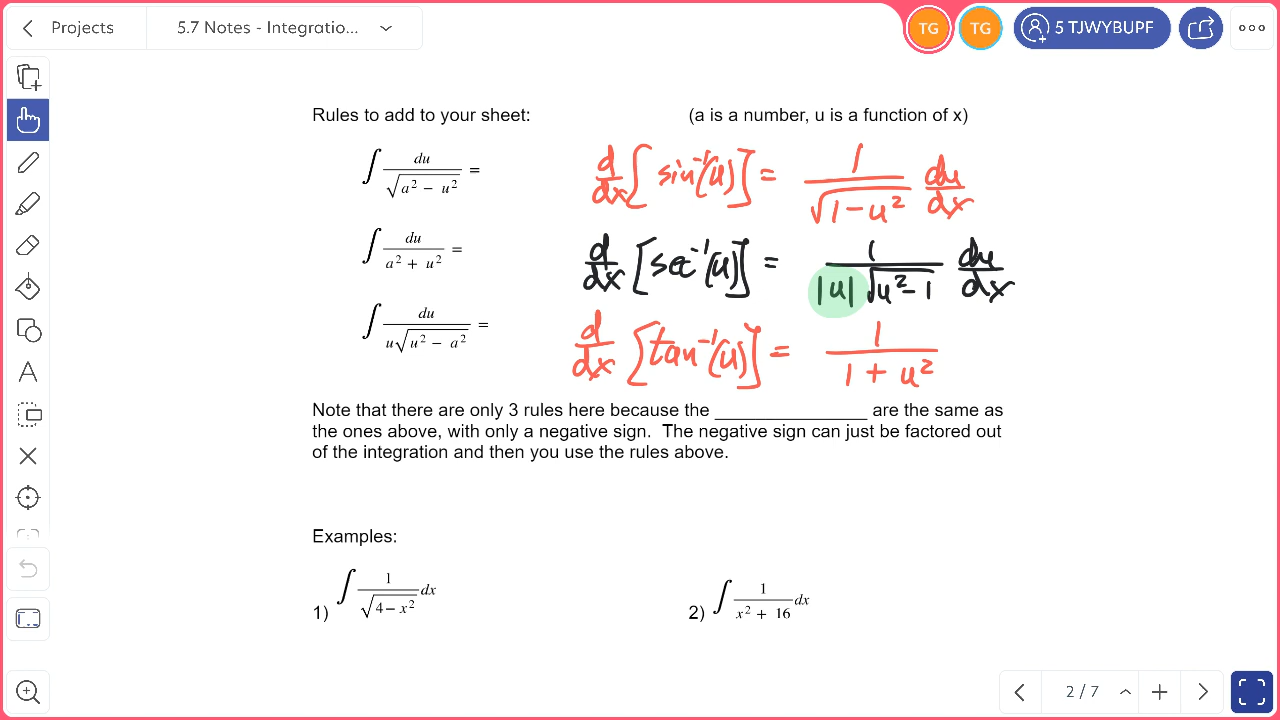 Projects
5.7 Notes - Integratio...
TG
TG
5 TJWYBUPF
Rules to add to your sheet:
(a is a number, u is a function of x)
∫ du / √(a² − u²) =
d/dx [sin⁻¹(u)] = 1 / √(1−u²) du/dx
∫ du / (a² + u²) =
d/dx [sec⁻¹(u)] = 1 / (|u| √(u²−1)) du/dx
∫ du / (u√(u² − a²)) =
d/dx [tan⁻¹(u)] = 1 / (1 + u²)
Note that there are only 3 rules here because the _______________ are the same as
the ones above, with only a negative sign.  The negative sign can just be factored out
of the integration and then you use the rules above.
Examples:
1) ∫ 1 / √(4 − x²) dx
2) ∫ 1 / (x² + 16) dx
2 / 7